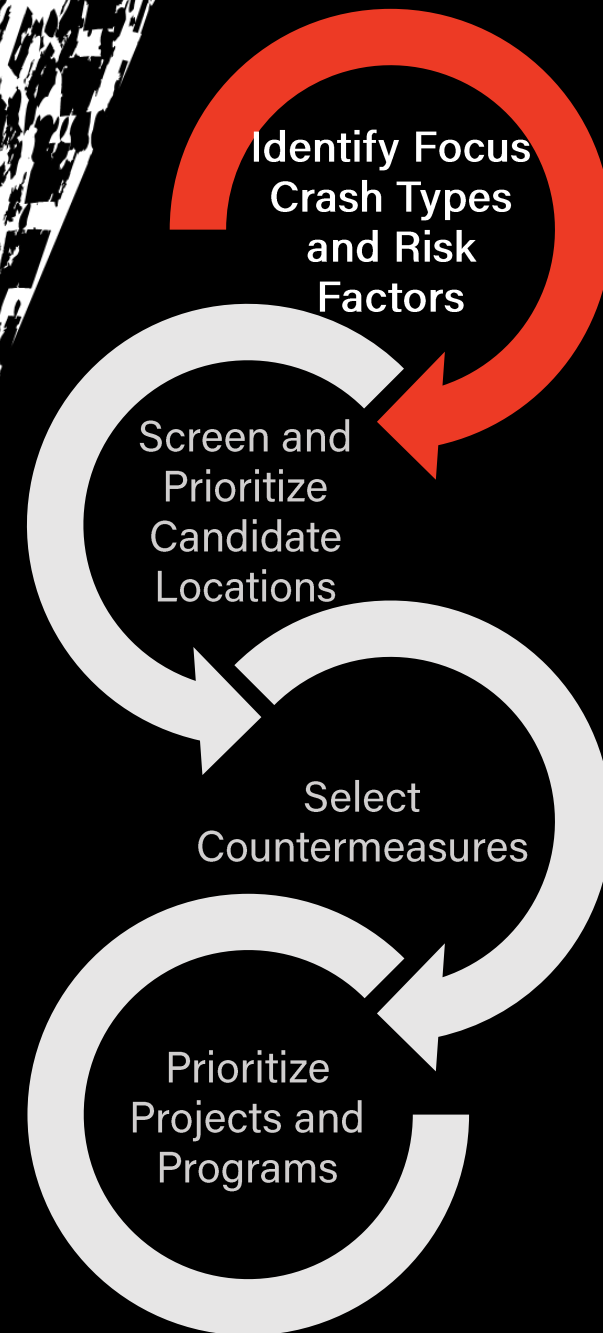 Identify Focus
Crash Types
and Risk
Factors
Screen and
Prioritize
Candidate
Locations
Select
Countermeasures
Prioritize
Projects and
Programs